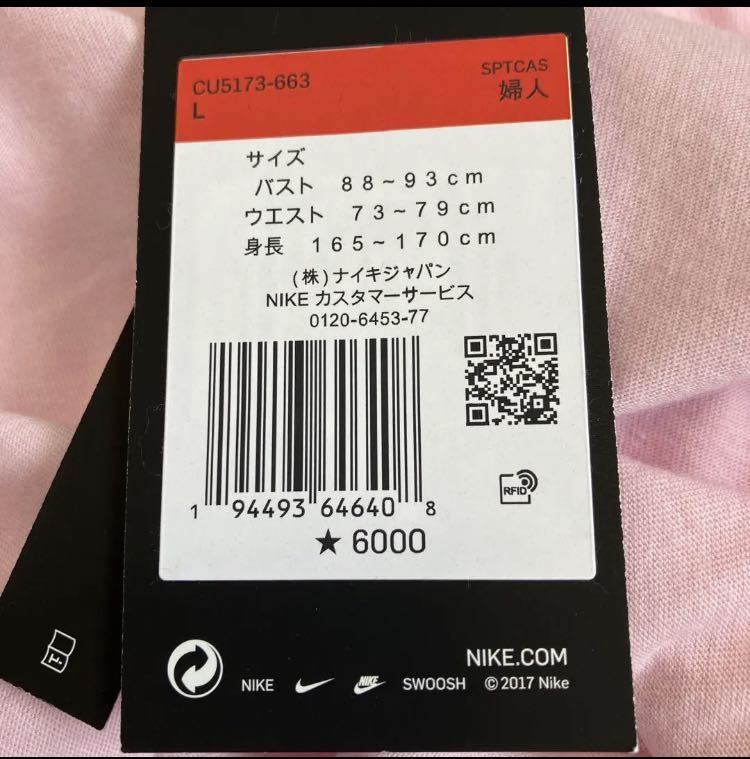 CU5173-663
L
SPTCAS
婦人
サイズ
バスト 88~93cm
ウエスト 73~79cm
身長 165~170cm
(株)ナイキジャパン
NIKE カスタマーサービス
0120-6453-77
1 94493 64640 8
RFID
★ 6000
NIKE.COM
NIKE NIKE SWOOSH © 2017 Nike